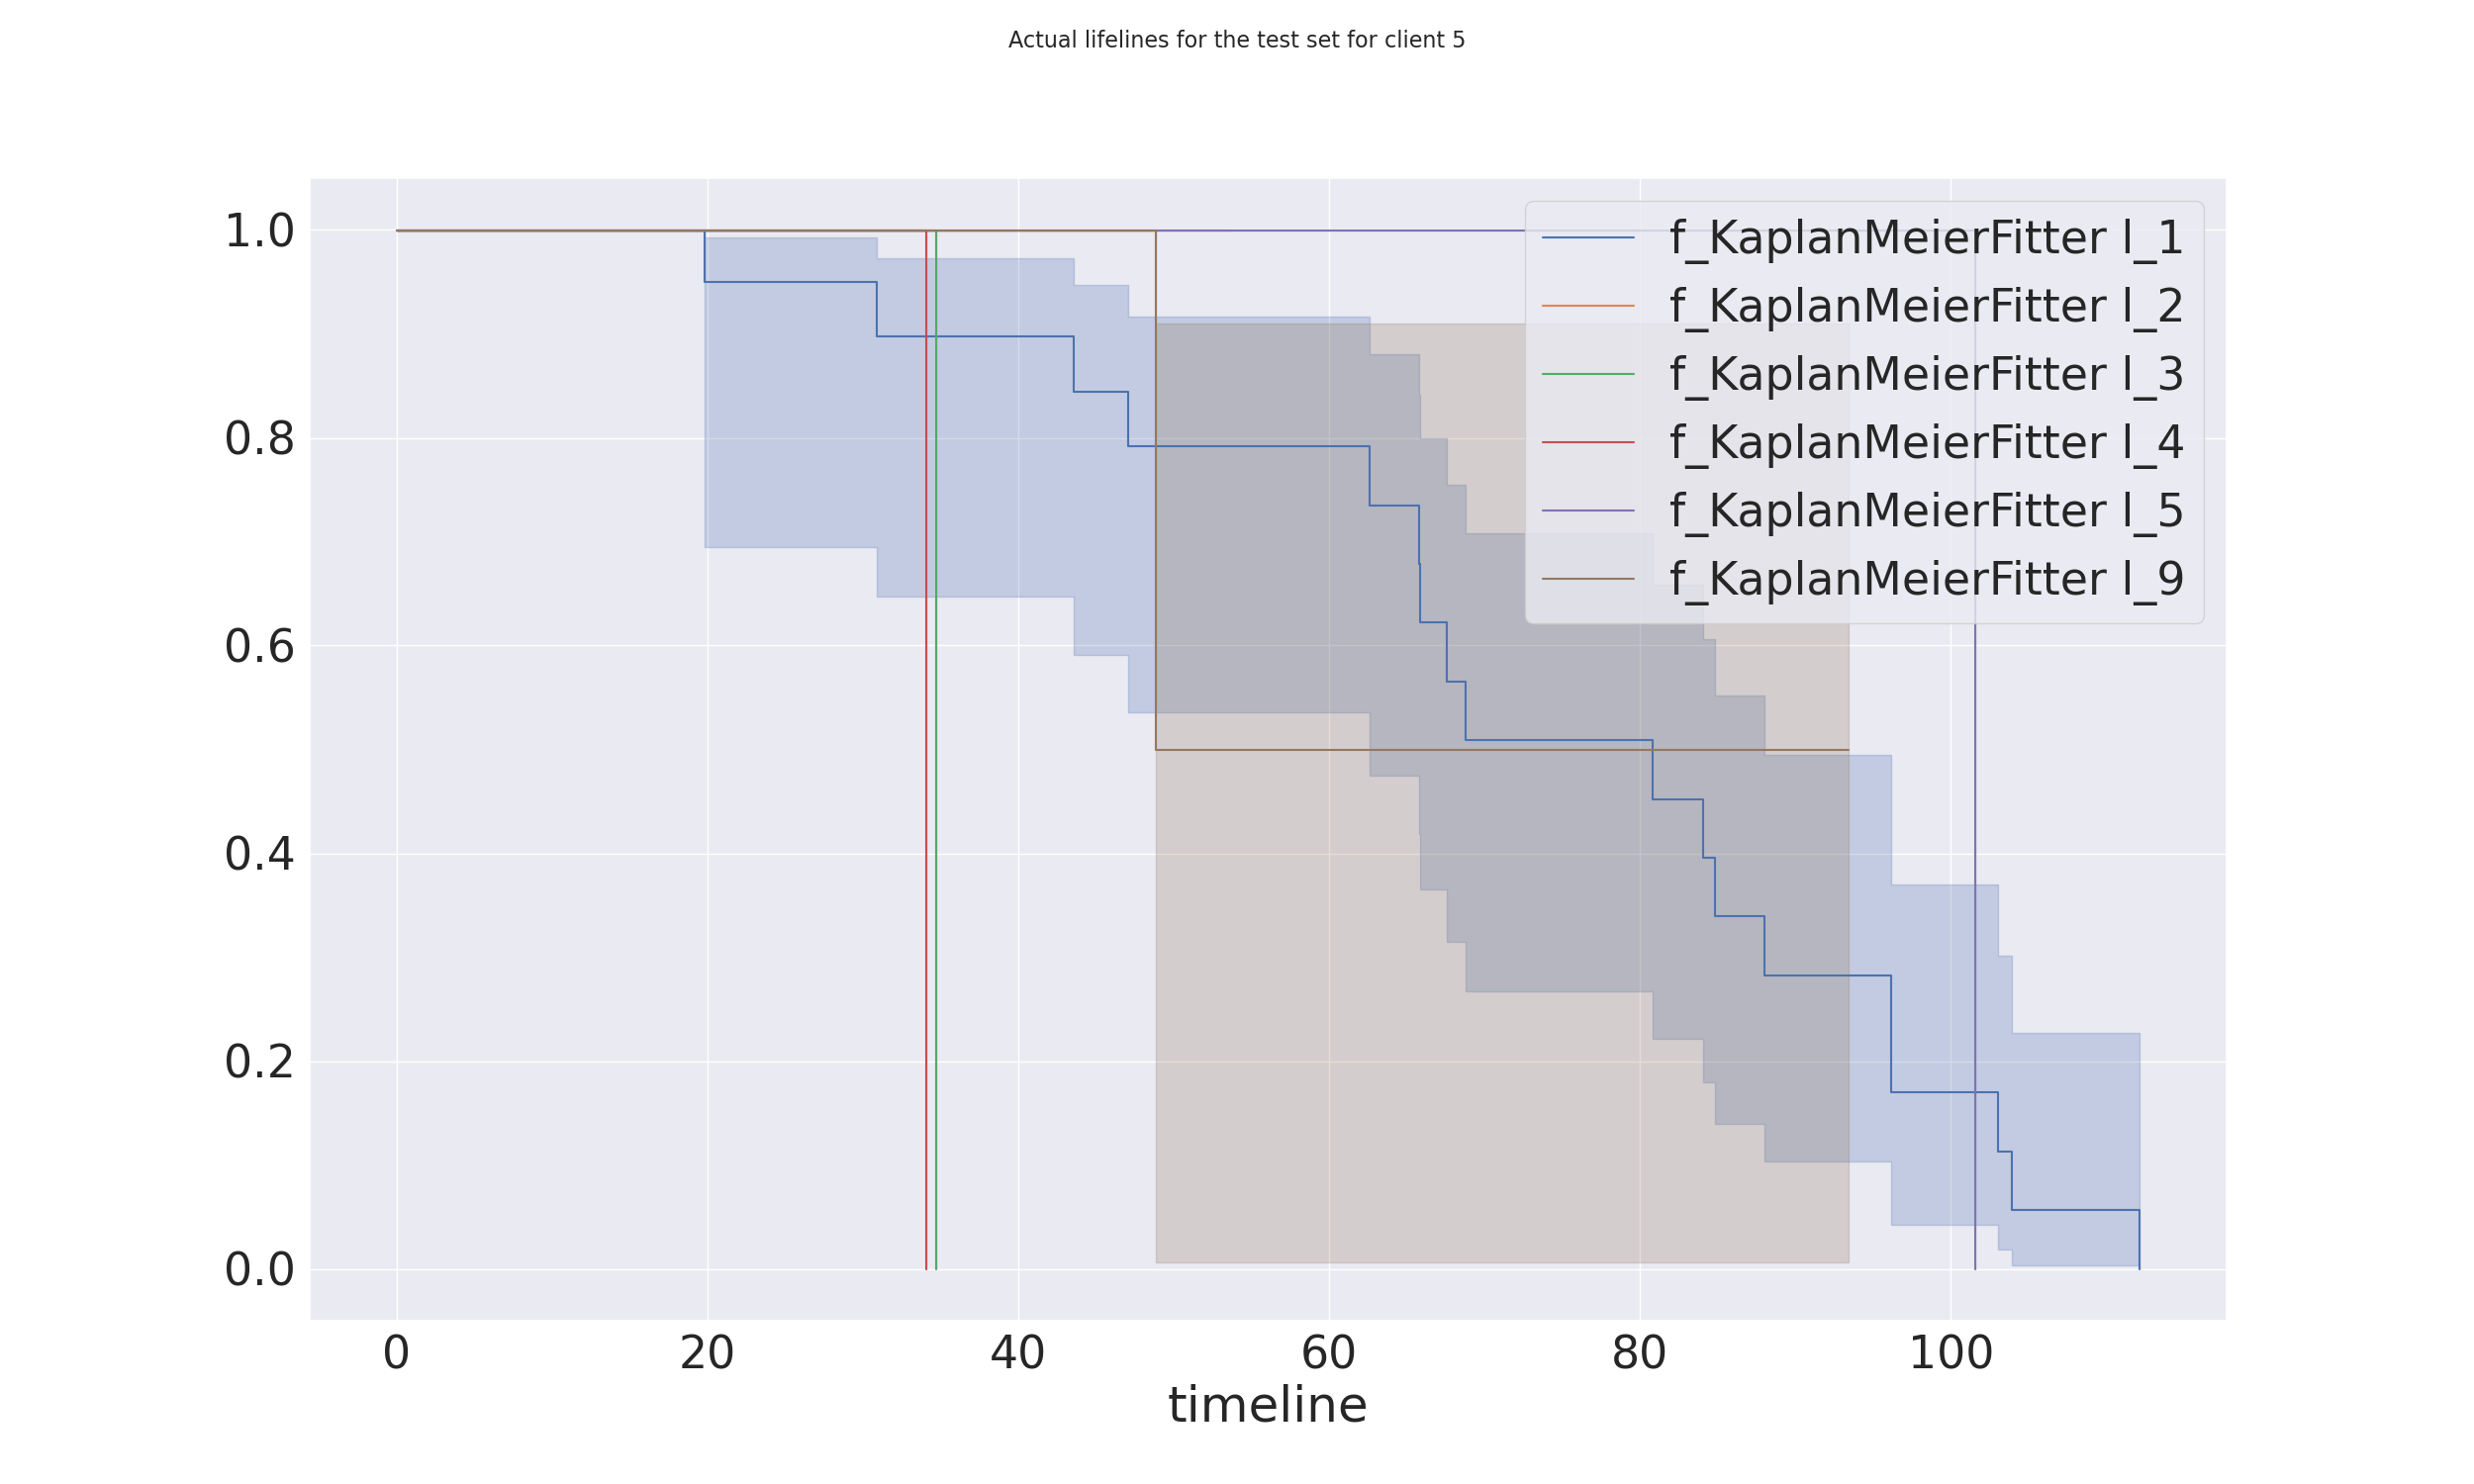 Actual lifelines for the test set for client 5
1.0
0.8
0.6
0.4
0.2
0.0
f_KaplanMeierFitter l_1
f_KaplanMeierFitter l_2
f_KaplanMeierFitter l_3
f_KaplanMeierFitter l_4
f_KaplanMeierFitter l_5
f_KaplanMeierFitter l_9
0 20 40 60 80 100
timeline